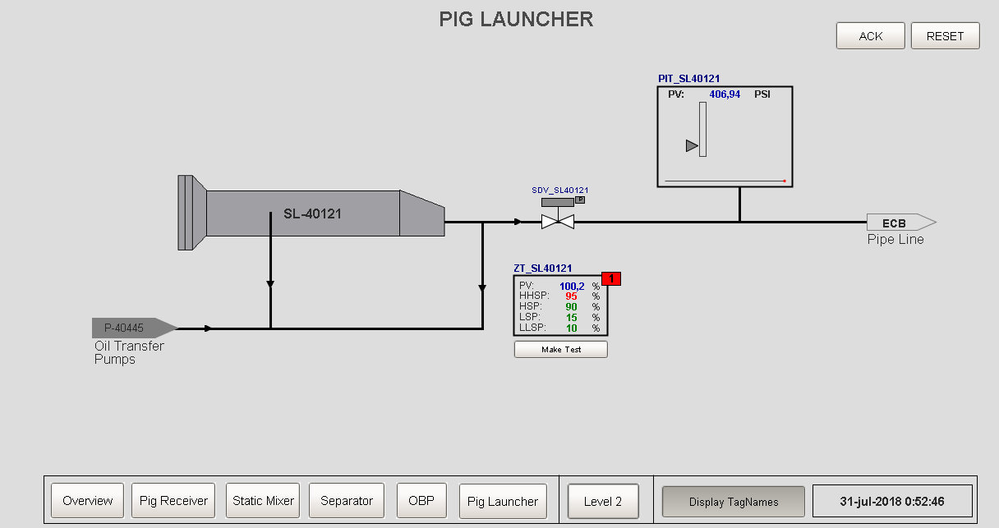 PIG LAUNCHER
ACK
RESET
PIT_SL40121
PV: 406,94 PSI
SDV_SL40121
P
SL-40121
ECB
Pipe Line
ZT_SL40121
1
PV: 100,2 %
HHSP: 95 %
HSP: 90 %
LSP: 15 %
LLSP: 10 %
Make Test
P-40445
Oil Transfer
Pumps
Overview
Pig Receiver
Static Mixer
Separator
OBP
Pig Launcher
Level 2
Display TagNames
31-jul-2018 0:52:46